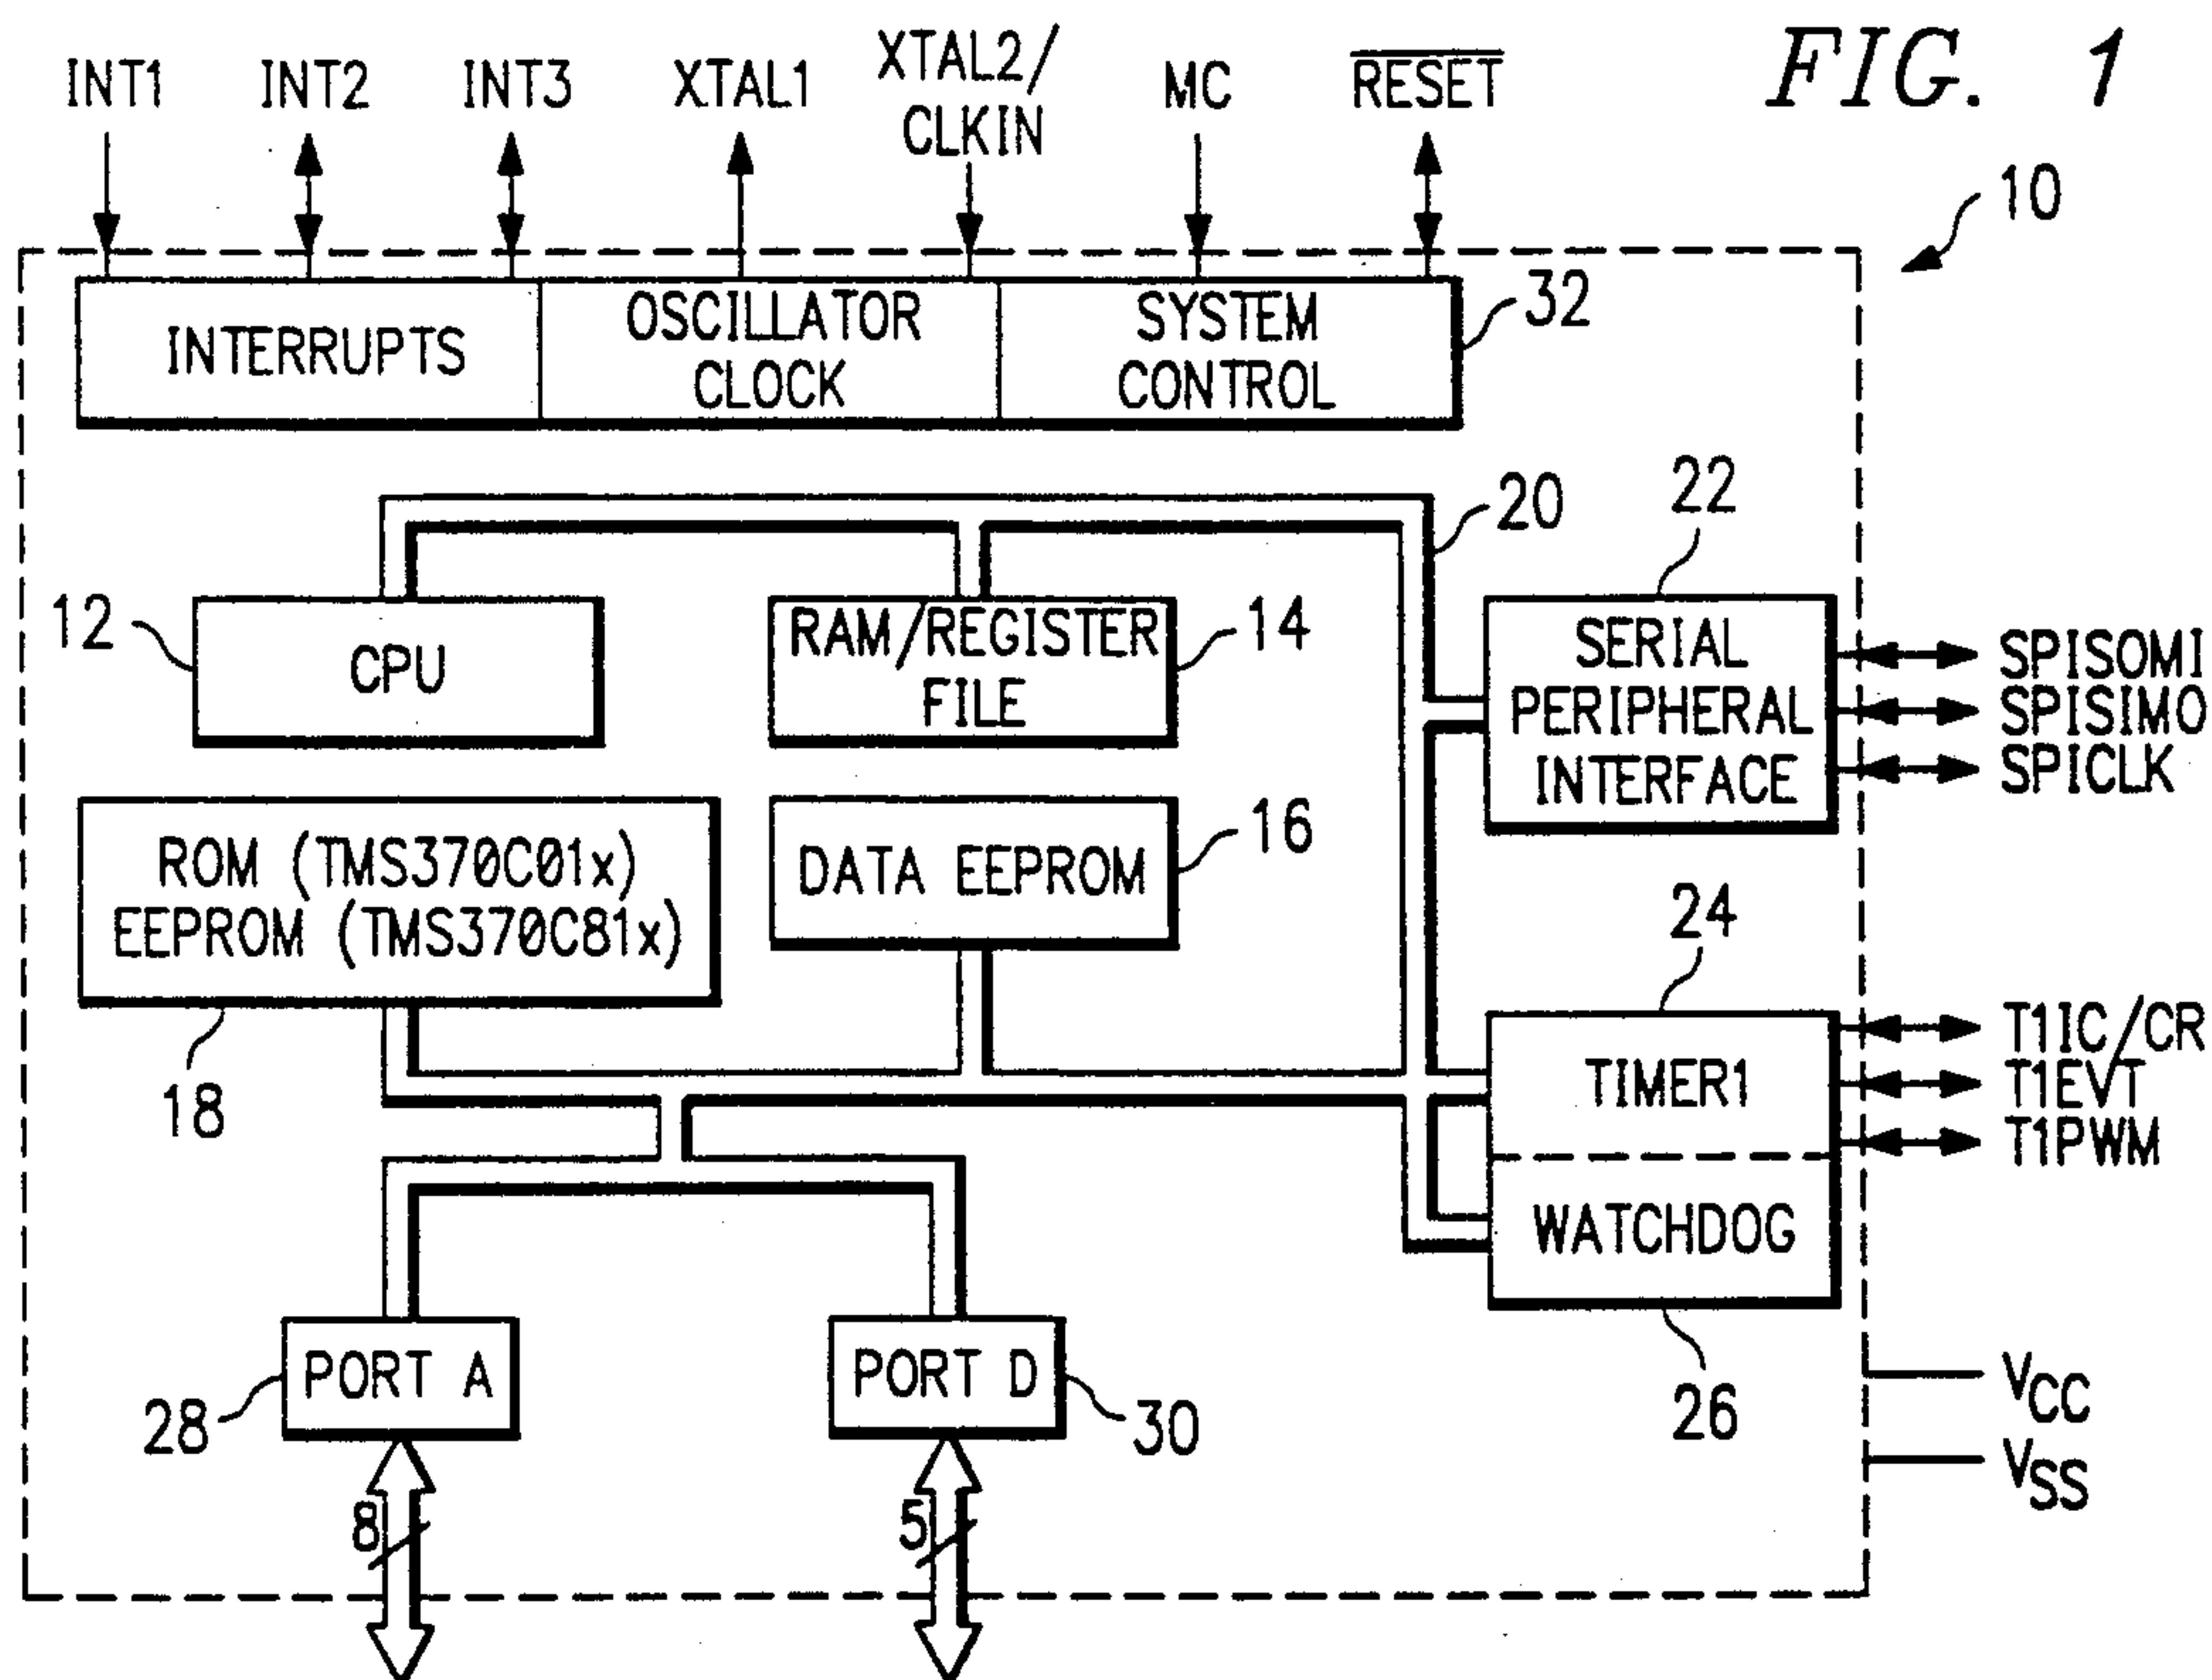 FIG. 1
INT1
INT2
INT3
XTAL1
XTAL2/
CLKIN
MC
RESET
10
INTERRUPTS
OSCILLATOR
CLOCK
SYSTEM
CONTROL
32
20
22
12
CPU
RAM/REGISTER
FILE
14
SERIAL
PERIPHERAL
INTERFACE
SPISOMI
SPISIMO
SPICLK
ROM (TMS370C01x)
EEPROM (TMS370C81x)
18
DATA EEPROM
16
24
TIMER1
WATCHDOG
26
T1IC/CR
T1EVT
T1PWM
PORT A
28
PORT D
30
VCC
VSS
8
5